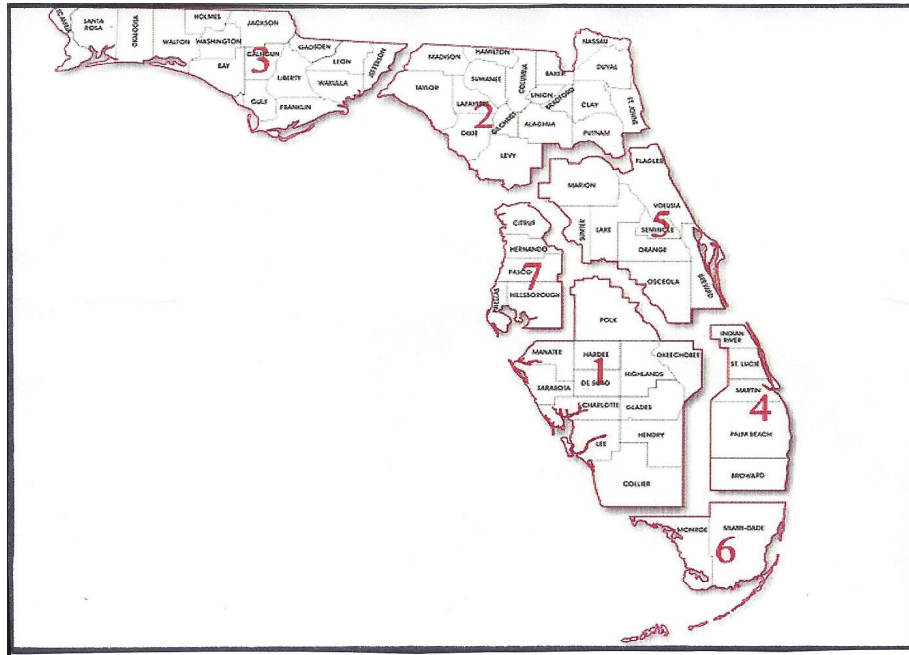 ESCAMBIA
SANTA
ROSA
OKALOOSA
WALTON
HOLMES
WASHINGTON
JACKSON
BAY
CALHOUN
3
GULF
LIBERTY
GADSDEN
LEON
WAKULLA
FRANKLIN
JEFFERSON
MADISON
HAMILTON
TAYLOR
SUWANEE
LAFAYETTE
2
DIXIE
COLUMBIA
GILCHRIST
LEVY
BAKER
UNION
BRADFORD
ALACHUA
NASSAU
DUVAL
CLAY
ST. JOHNS
PUTNAM
FLAGLER
MARION
VOLUSIA
SUMTER
LAKE
5
SEMINOLE
ORANGE
OSCEOLA
BREVARD
CITRUS
HERNANDO
PASCO
7
PINELLAS
HILLSBOROUGH
POLK
MANATEE
HARDEE
1
OKEECHOBEE
HIGHLANDS
SARASOTA
DE SOTO
CHARLOTTE
GLADES
LEE
HENDRY
COLLIER
INDIAN
RIVER
ST. LUCIE
MARTIN
4
PALM BEACH
BROWARD
MONROE
MIAMI-DADE
6